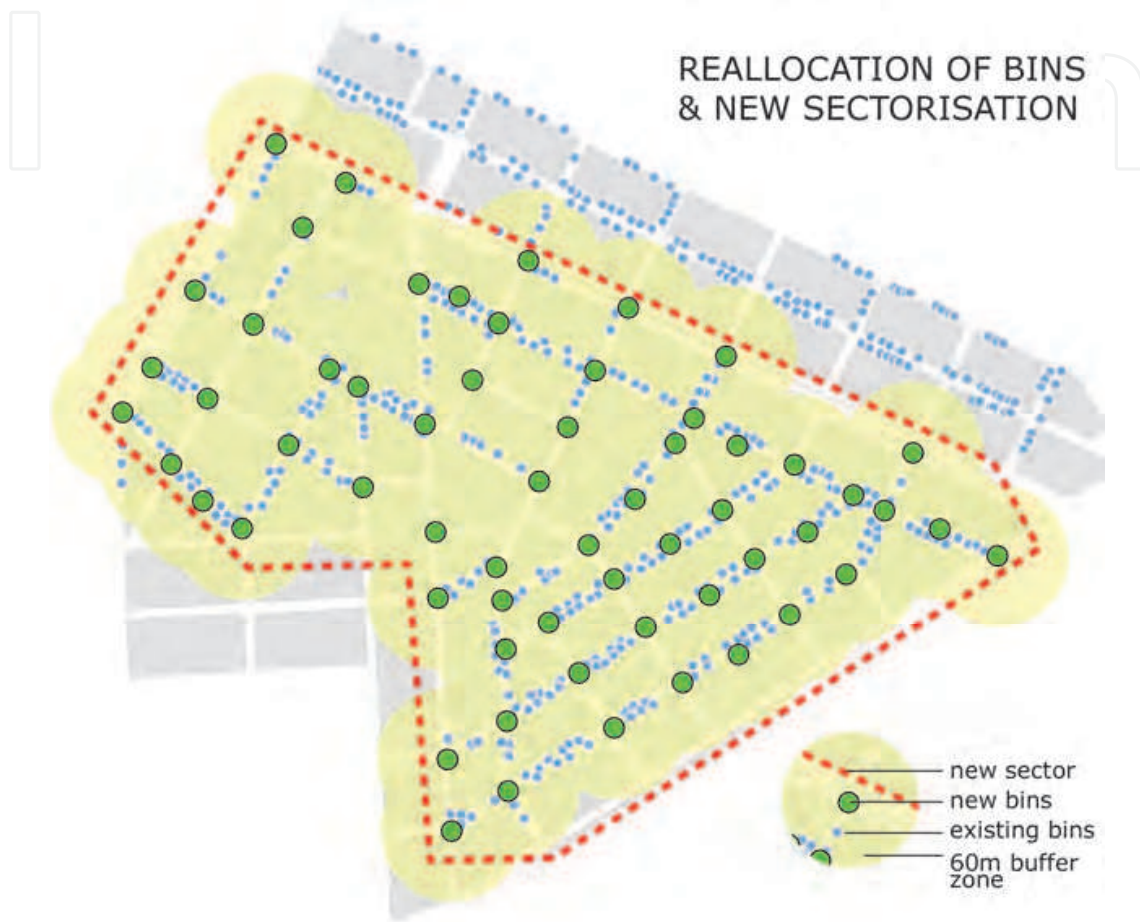 REALLOCATION OF BINS
& NEW SECTORISATION
new sector
new bins
existing bins
60m buffer
zone